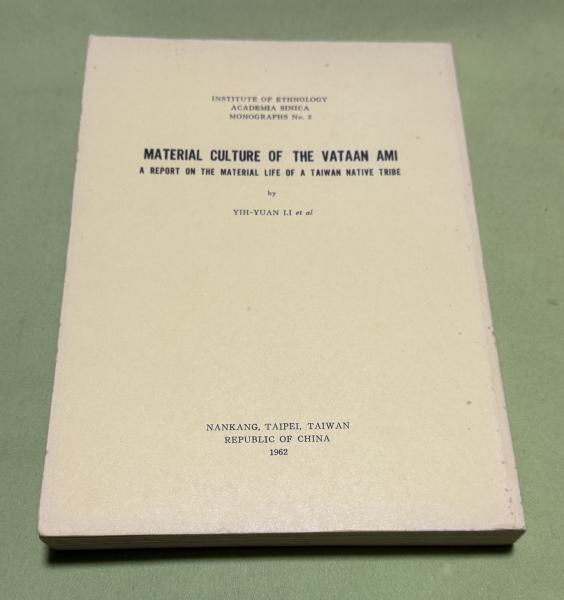 INSTITUTE OF ETHNOLOGY
ACADEMIA SINICA
MONOGRAPHS No. 2
MATERIAL CULTURE OF THE VATAAN AMI
A REPORT ON THE MATERIAL LIFE OF A TAIWAN NATIVE TRIBE
by
YIH-YUAN LI et al
NANKANG, TAIPEI, TAIWAN
REPUBLIC OF CHINA
1962